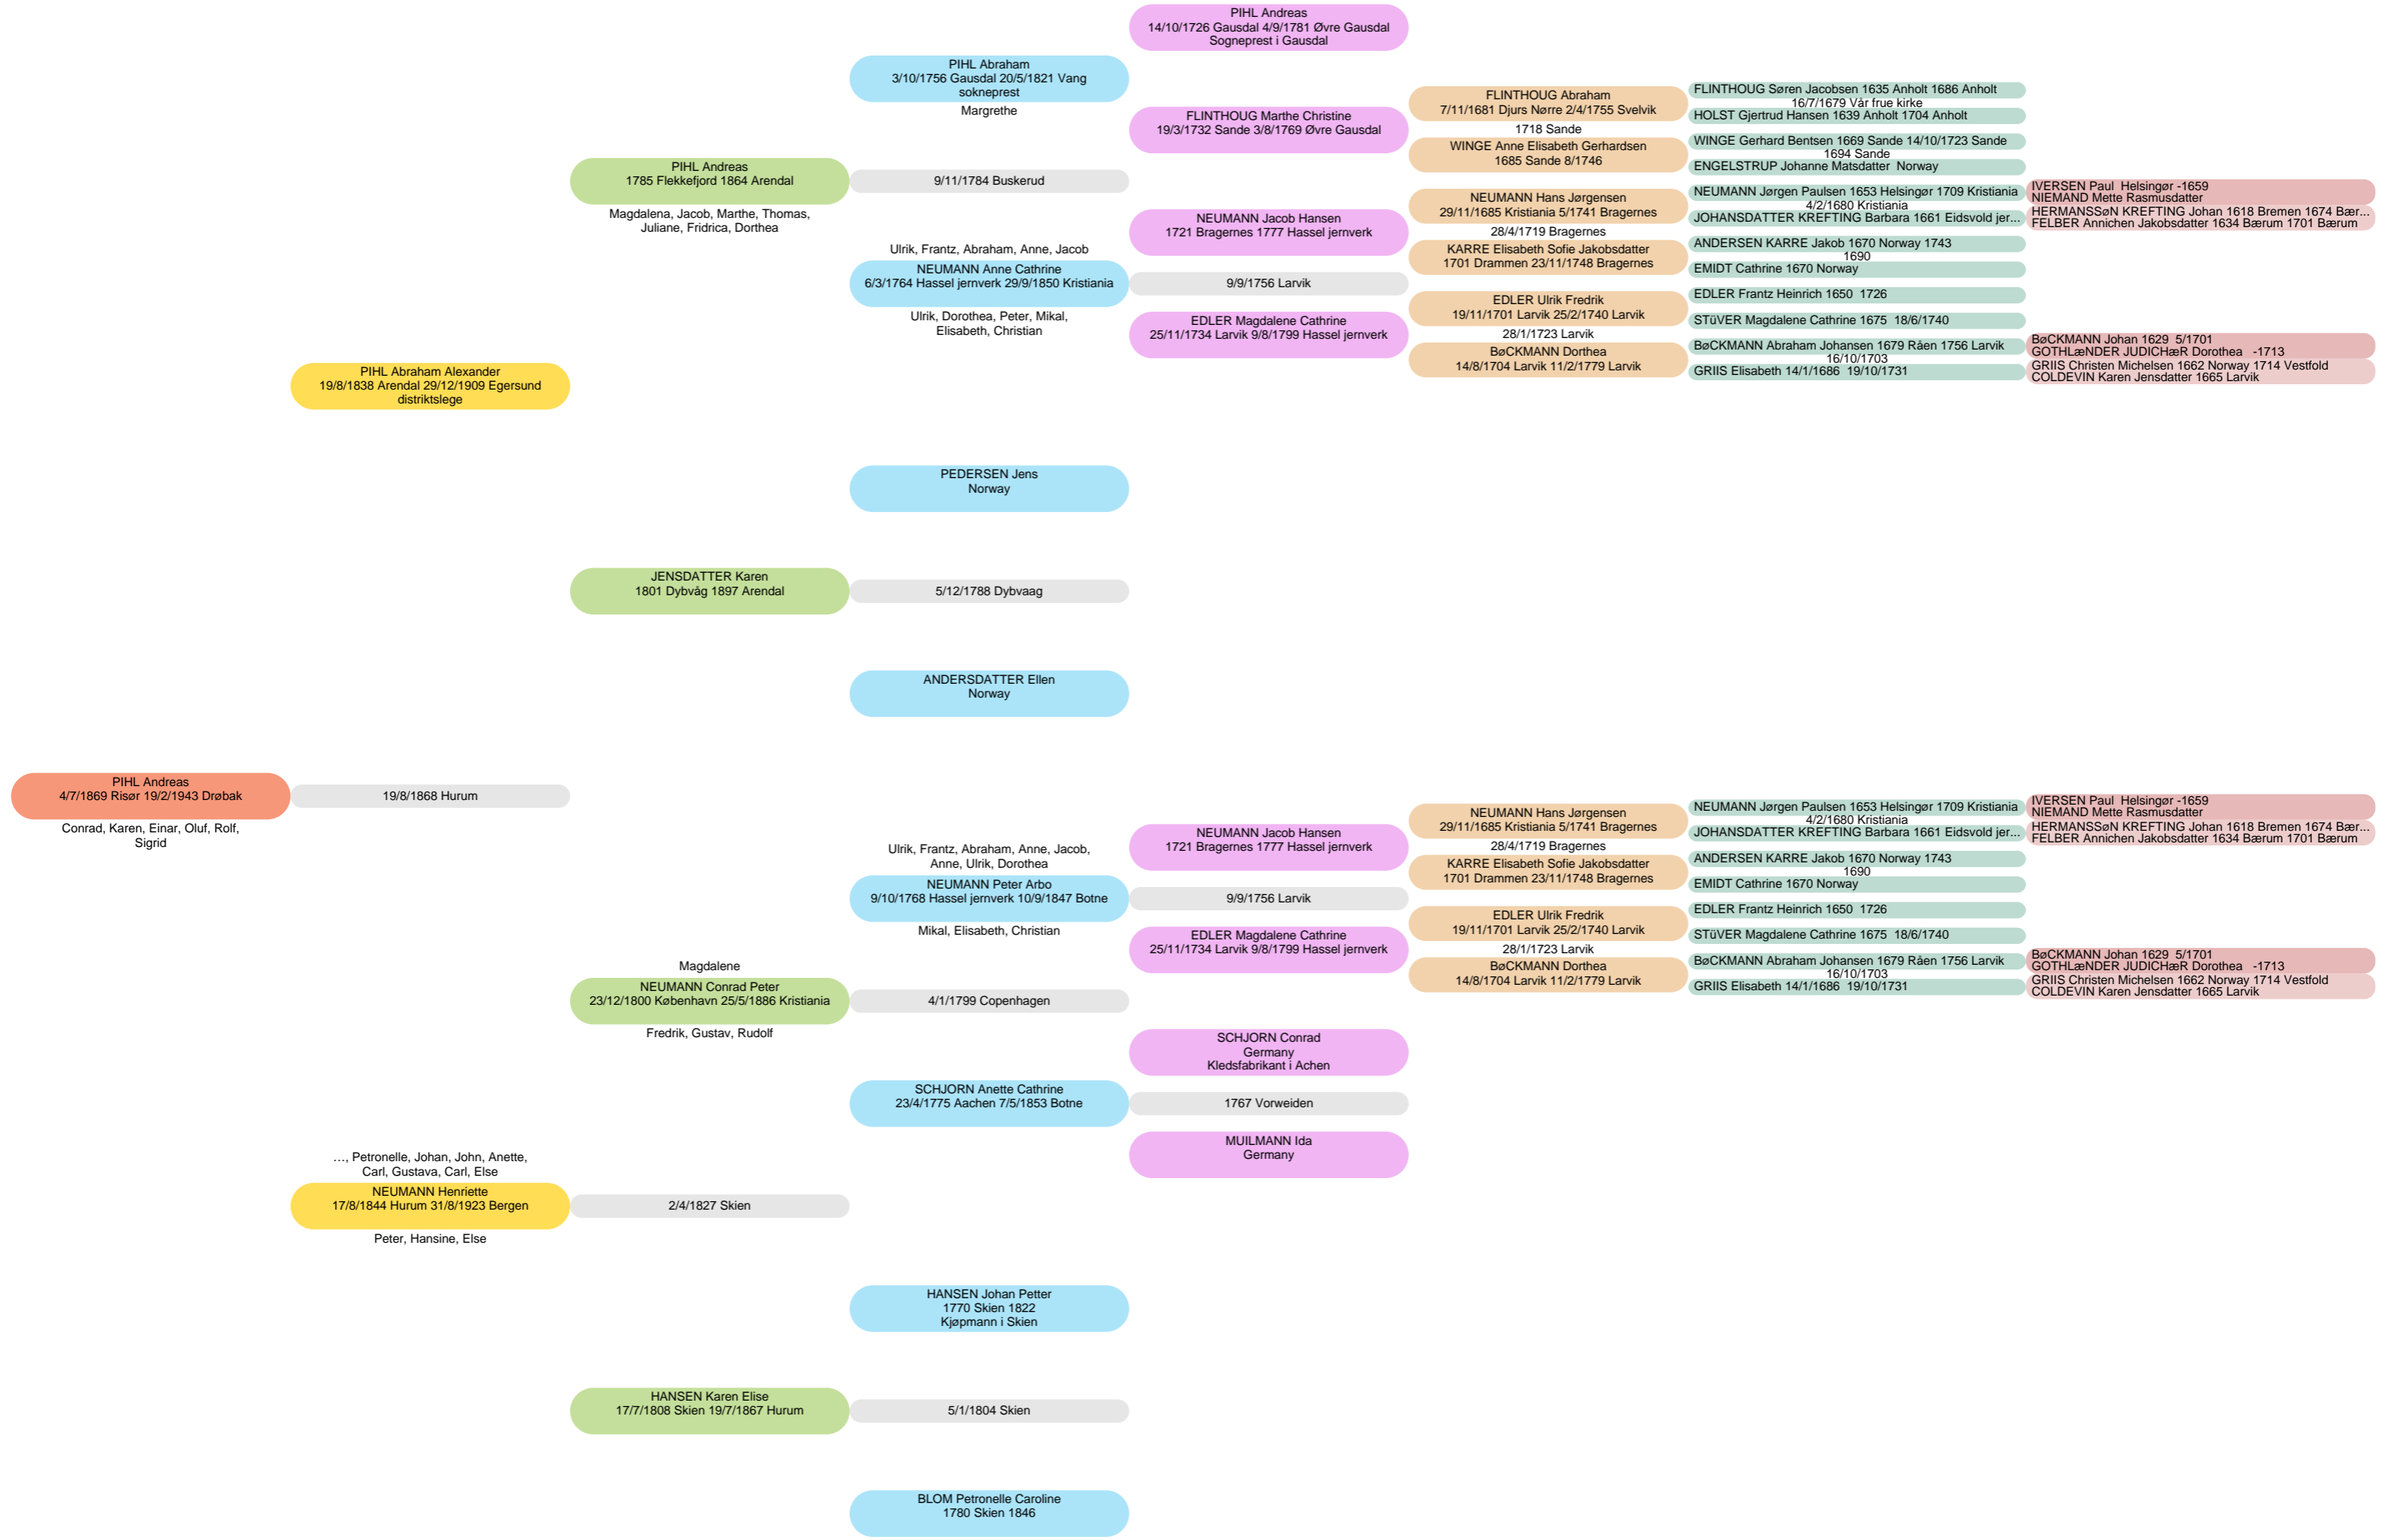 PIHL Andreas
4/7/1869 Risør 19/2/1943 Drøbak
Conrad, Karen, Einar, Oluf, Rolf,
Sigrid
PIHL Abraham Alexander
19/8/1838 Arendal 29/12/1909 Egersund
distriktslege
19/8/1868 Hurum
…, Petronelle, Johan, John, Anette,
Carl, Gustava, Carl, Else
NEUMANN Henriette
17/8/1844 Hurum 31/8/1923 Bergen
Peter, Hansine, Else
PIHL Andreas
1785 Flekkefjord 1864 Arendal
Magdalena, Jacob, Marthe, Thomas,
Juliane, Fridrica, Dorthea
JENSDATTER Karen
1801 Dybvåg 1897 Arendal
Magdalene
NEUMANN Conrad Peter
23/12/1800 København 25/5/1886 Kristiania
Fredrik, Gustav, Rudolf
2/4/1827 Skien
HANSEN Karen Elise
17/7/1808 Skien 19/7/1867 Hurum
PIHL Abraham
3/10/1756 Gausdal 20/5/1821 Vang
sokneprest
Margrethe
9/11/1784 Buskerud
Ulrik, Frantz, Abraham, Anne, Jacob
NEUMANN Anne Cathrine
6/3/1764 Hassel jernverk 29/9/1850 Kristiania
Ulrik, Dorothea, Peter, Mikal,
Elisabeth, Christian
PEDERSEN Jens
Norway
5/12/1788 Dybvaag
ANDERSDATTER Ellen
Norway
Ulrik, Frantz, Abraham, Anne, Jacob,
Anne, Ulrik, Dorothea
NEUMANN Peter Arbo
9/10/1768 Hassel jernverk 10/9/1847 Botne
Mikal, Elisabeth, Christian
4/1/1799 Copenhagen
SCHJORN Anette Cathrine
23/4/1775 Aachen 7/5/1853 Botne
HANSEN Johan Petter
1770 Skien 1822
Kjøpmann i Skien
5/1/1804 Skien
BLOM Petronelle Caroline
1780 Skien 1846
PIHL Andreas
14/10/1726 Gausdal 4/9/1781 Øvre Gausdal
Sogneprest i Gausdal
FLINTHOUG Marthe Christine
19/3/1732 Sande 3/8/1769 Øvre Gausdal
NEUMANN Jacob Hansen
1721 Bragernes 1777 Hassel jernverk
9/9/1756 Larvik
EDLER Magdalene Cathrine
25/11/1734 Larvik 9/8/1799 Hassel jernverk
NEUMANN Jacob Hansen
1721 Bragernes 1777 Hassel jernverk
9/9/1756 Larvik
EDLER Magdalene Cathrine
25/11/1734 Larvik 9/8/1799 Hassel jernverk
SCHJORN Conrad
Germany
Kledsfabrikant i Achen
1767 Vorweiden
MUILMANN Ida
Germany
FLINTHOUG Abraham
7/11/1681 Djurs Nørre 2/4/1755 Svelvik
1718 Sande
WINGE Anne Elisabeth Gerhardsen
1685 Sande 8/1746
NEUMANN Hans Jørgensen
29/11/1685 Kristiania 5/1741 Bragernes
28/4/1719 Bragernes
KARRE Elisabeth Sofie Jakobsdatter
1701 Drammen 23/11/1748 Bragernes
EDLER Ulrik Fredrik
19/11/1701 Larvik 25/2/1740 Larvik
28/1/1723 Larvik
BøCKMANN Dorthea
14/8/1704 Larvik 11/2/1779 Larvik
NEUMANN Hans Jørgensen
29/11/1685 Kristiania 5/1741 Bragernes
28/4/1719 Bragernes
KARRE Elisabeth Sofie Jakobsdatter
1701 Drammen 23/11/1748 Bragernes
EDLER Ulrik Fredrik
19/11/1701 Larvik 25/2/1740 Larvik
28/1/1723 Larvik
BøCKMANN Dorthea
14/8/1704 Larvik 11/2/1779 Larvik
FLINTHOUG Søren Jacobsen 1635 Anholt 1686 Anholt
16/7/1679 Vår frue kirke
HOLST Gjertrud Hansen 1639 Anholt 1704 Anholt
WINGE Gerhard Bentsen 1669 Sande 14/10/1723 Sande
1694 Sande
ENGELSTRUP Johanne Matsdatter Norway
NEUMANN Jørgen Paulsen 1653 Helsingør 1709 Kristiania
4/2/1680 Kristiania
JOHANSDATTER KREFTING Barbara 1661 Eidsvold jer...
ANDERSEN KARRE Jakob 1670 Norway 1743
1690
EMIDT Cathrine 1670 Norway
EDLER Frantz Heinrich 1650 1726
STüVER Magdalene Cathrine 1675 18/6/1740
BøCKMANN Abraham Johansen 1679 Råen 1756 Larvik
16/10/1703
GRIIS Elisabeth 14/1/1686 19/10/1731
NEUMANN Jørgen Paulsen 1653 Helsingør 1709 Kristiania
4/2/1680 Kristiania
JOHANSDATTER KREFTING Barbara 1661 Eidsvold jer...
ANDERSEN KARRE Jakob 1670 Norway 1743
1690
EMIDT Cathrine 1670 Norway
EDLER Frantz Heinrich 1650 1726
STüVER Magdalene Cathrine 1675 18/6/1740
BøCKMANN Abraham Johansen 1679 Råen 1756 Larvik
16/10/1703
GRIIS Elisabeth 14/1/1686 19/10/1731
IVERSEN Paul Helsingør -1659
NIEMAND Mette Rasmusdatter
HERMANSSøN KREFTING Johan 1618 Bremen 1674 Bær...
FELBER Annichen Jakobsdatter 1634 Bærum 1701 Bærum
BøCKMANN Johan 1629 5/1701
GOTHLæNDER JUDICHæR Dorothea -1713
GRIIS Christen Michelsen 1662 Norway 1714 Vestfold
COLDEVIN Karen Jensdatter 1665 Larvik
IVERSEN Paul Helsingør -1659
NIEMAND Mette Rasmusdatter
HERMANSSøN KREFTING Johan 1618 Bremen 1674 Bær...
FELBER Annichen Jakobsdatter 1634 Bærum 1701 Bærum
BøCKMANN Johan 1629 5/1701
GOTHLæNDER JUDICHæR Dorothea -1713
GRIIS Christen Michelsen 1662 Norway 1714 Vestfold
COLDEVIN Karen Jensdatter 1665 Larvik